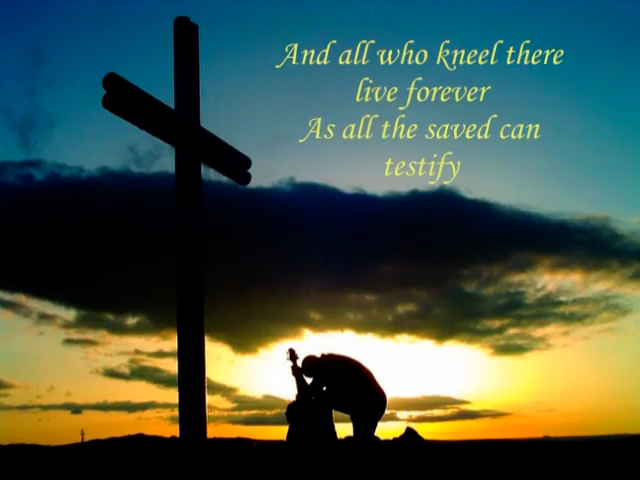 And all who kneel there
live forever
As all the saved can
testify